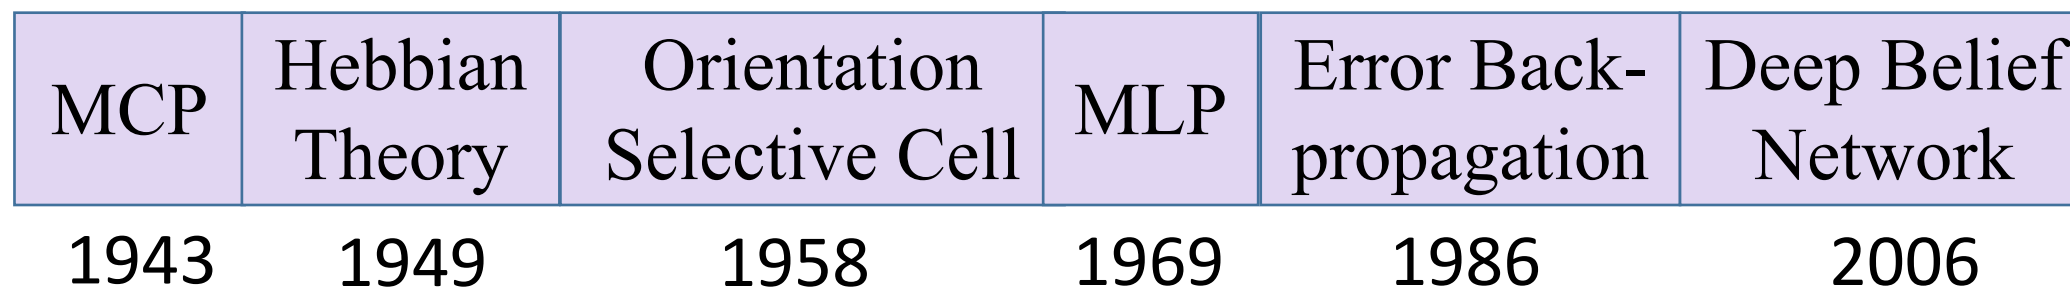 MCP
Hebbian
Theory
Orientation
Selective Cell
MLP
Error Back-
propagation
Deep Belief
Network
1943
1949
1958
1969
1986
2006